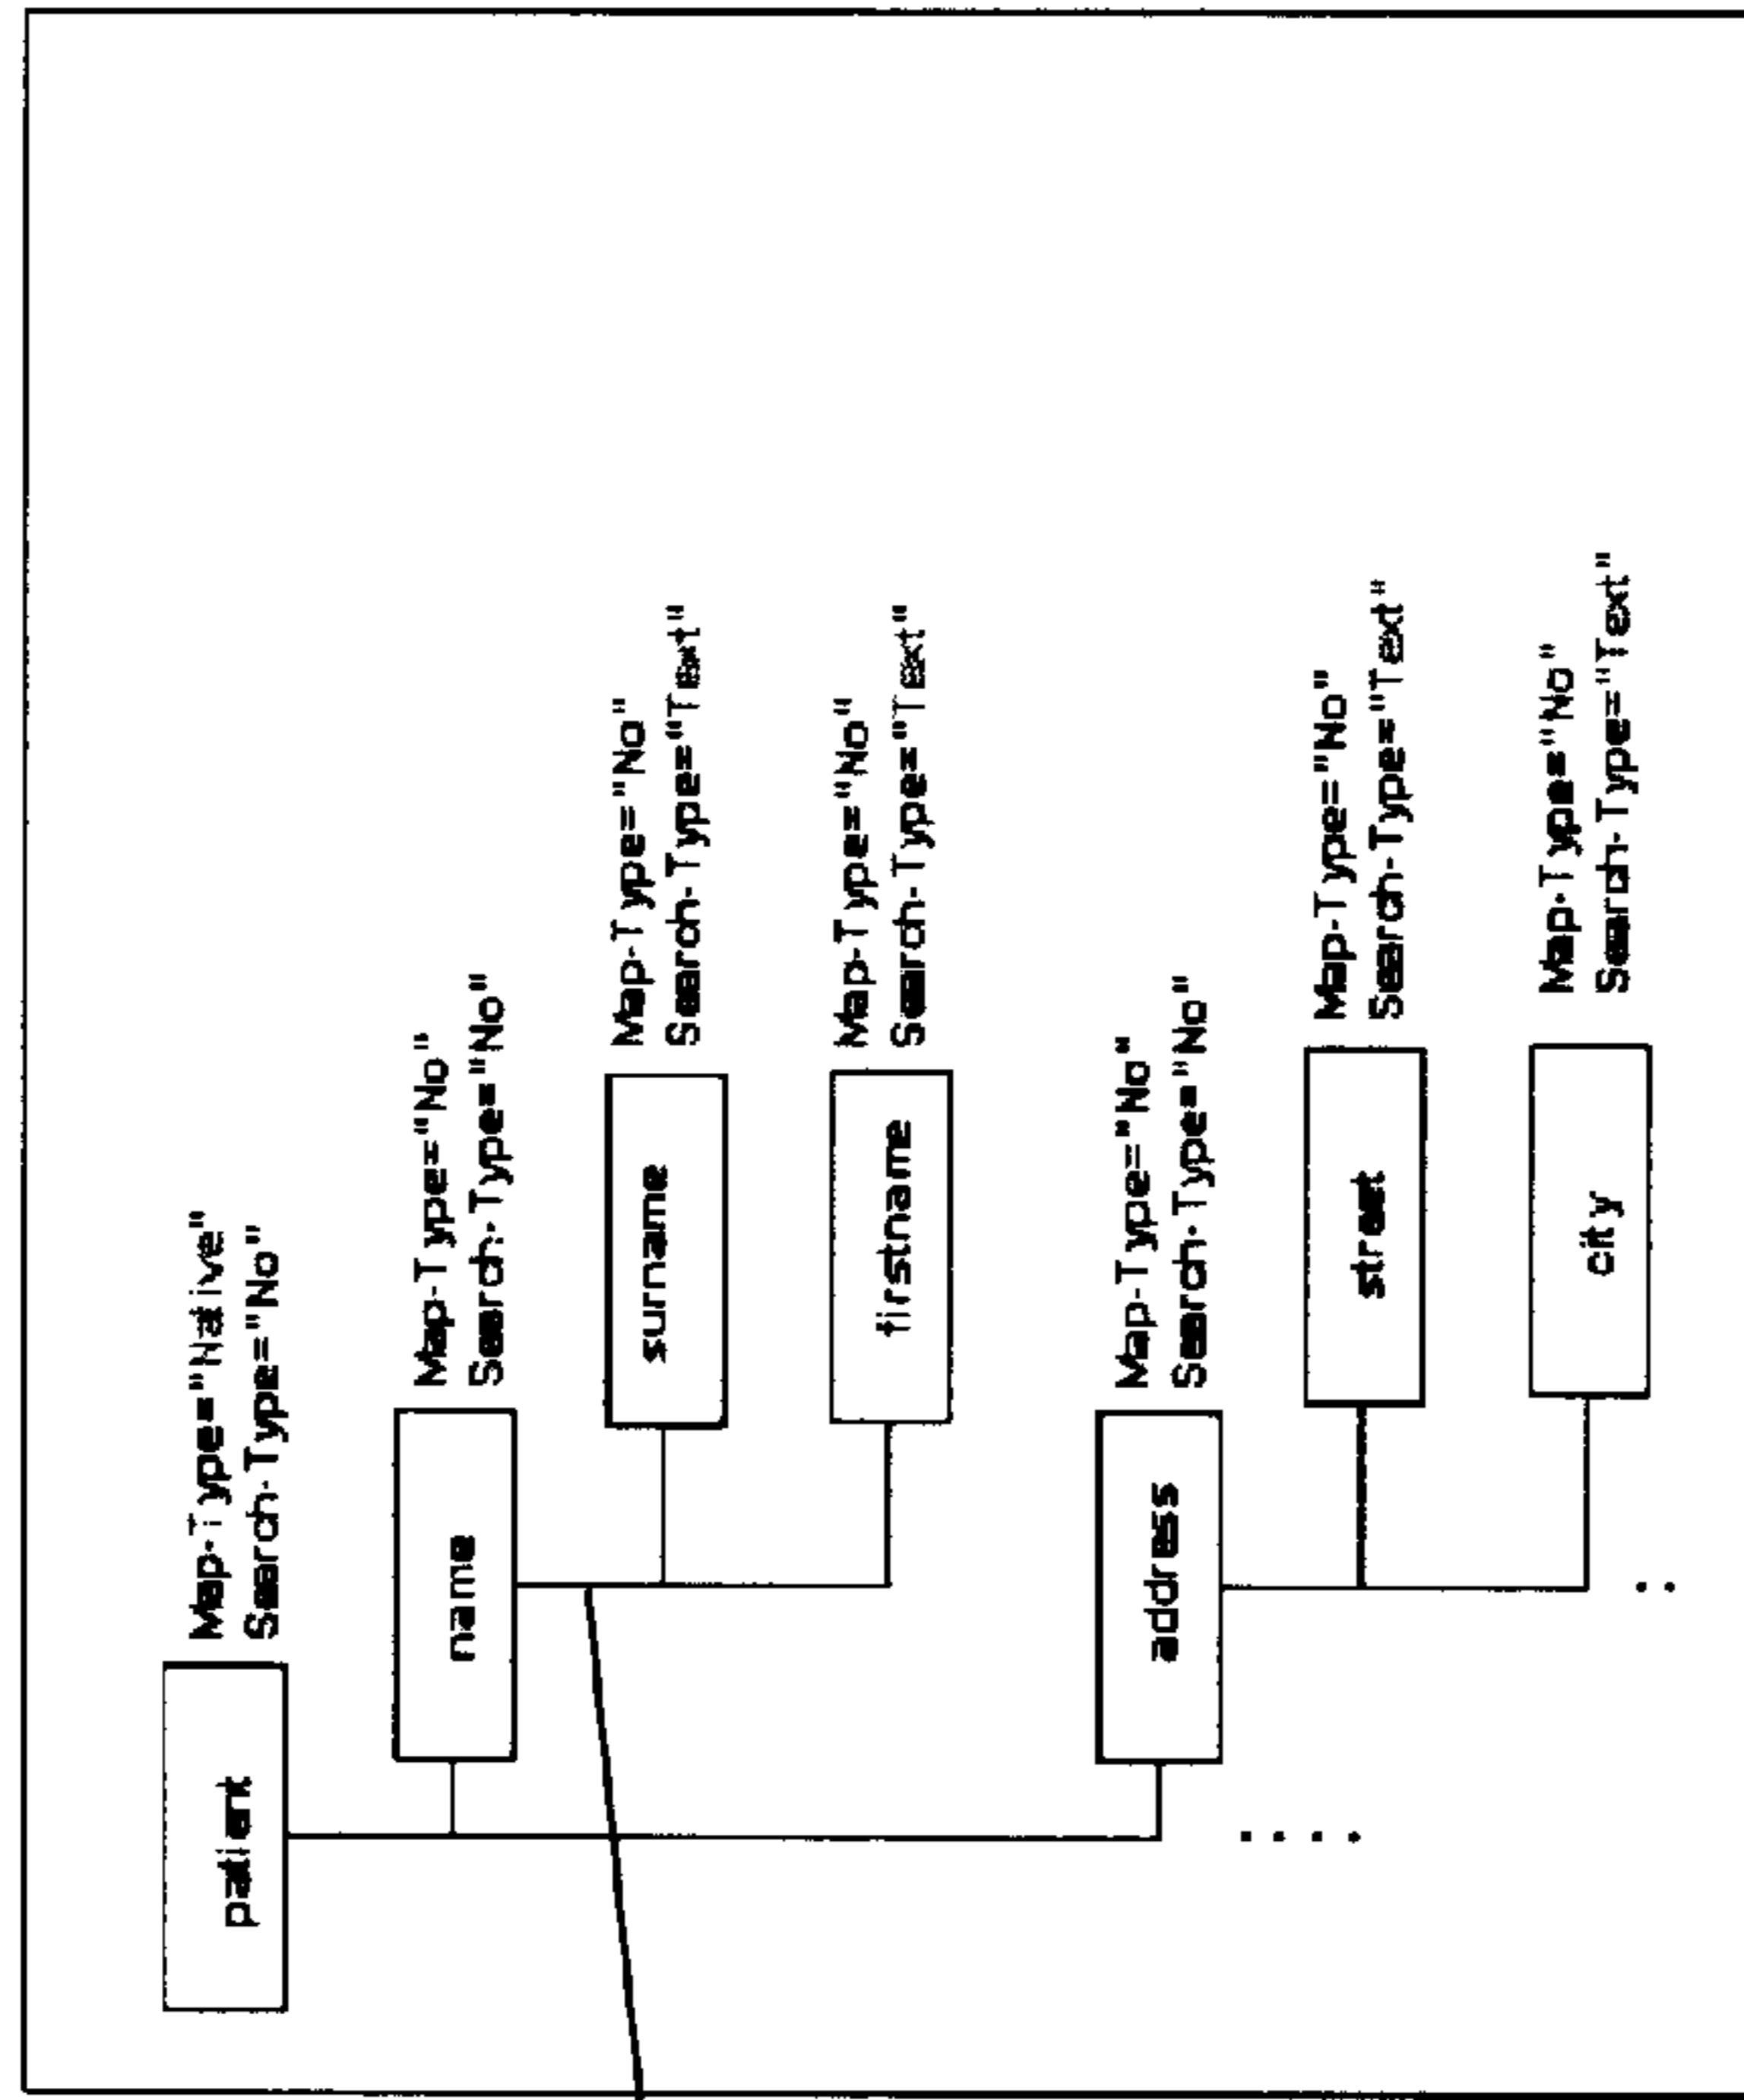 patient
Map-Type="Native"
Search-Type="No"
name
Map-Type="No"
Search-Type="No"
surname
Map-Type="No"
Search-Type="Text"
firstname
Map-Type="No"
Search-Type="Text"
address
Map-Type="No"
Search-Type="No"
street
Map-Type="No"
Search-Type="Text"
city
Map-Type="No"
Search-Type="Text"